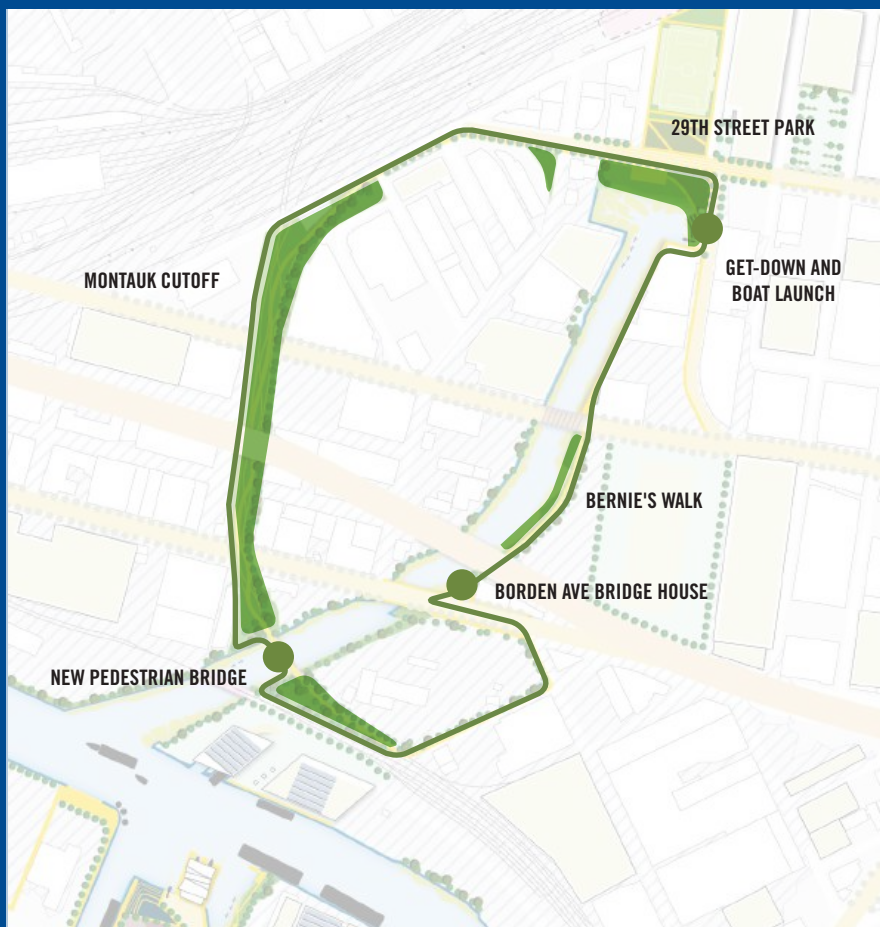 29TH STREET PARK
MONTAUK CUTOFF
GET-DOWN AND
BOAT LAUNCH
BERNIE'S WALK
BORDEN AVE BRIDGE HOUSE
NEW PEDESTRIAN BRIDGE